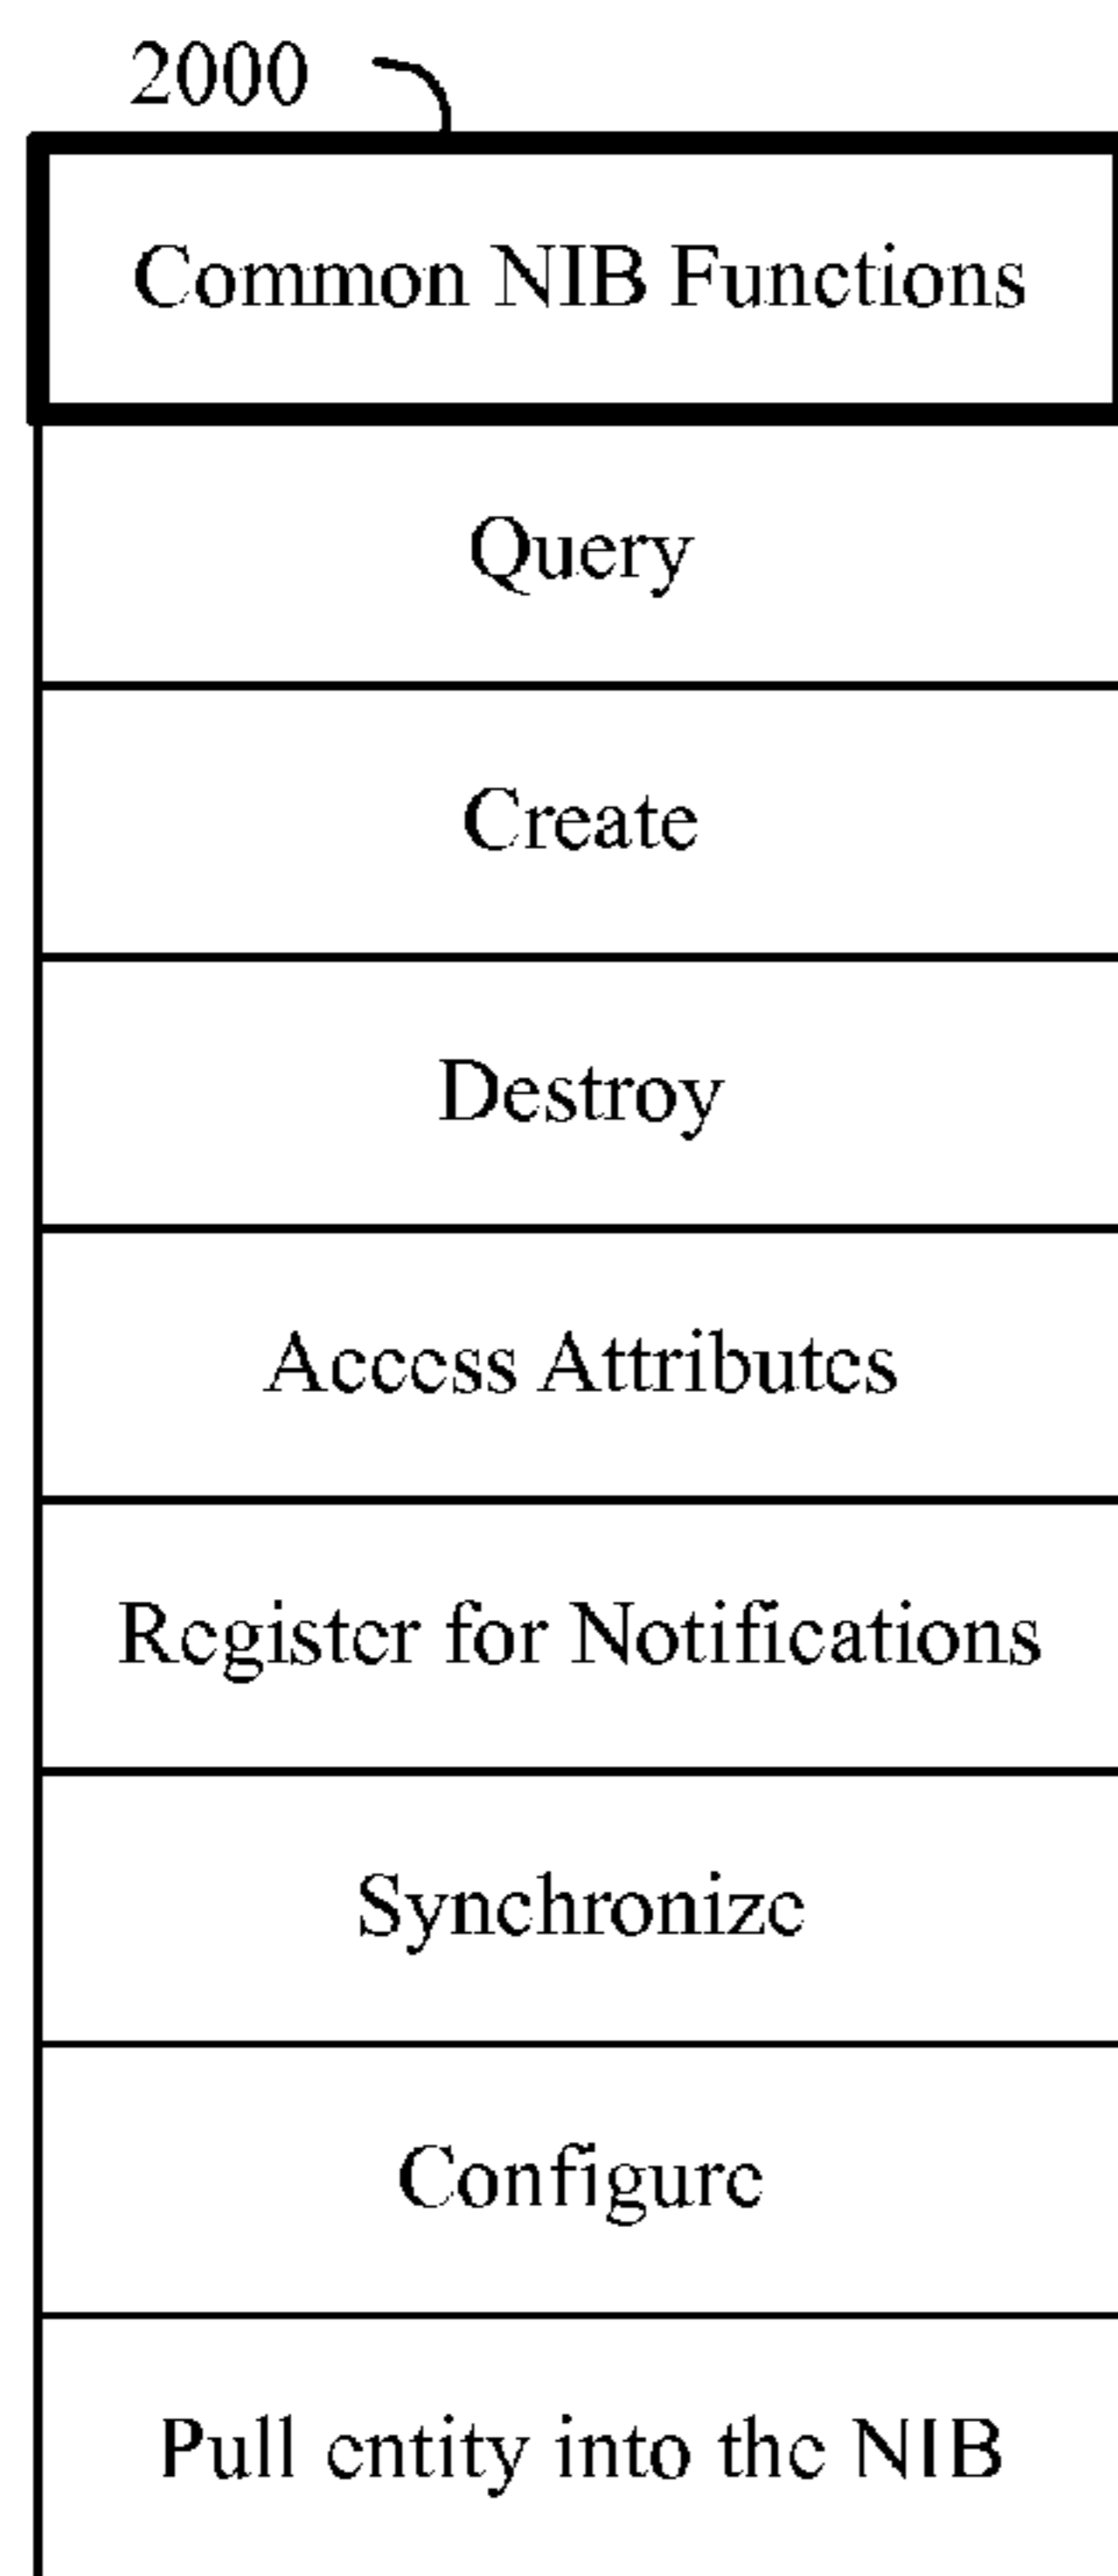 2000
Common NIB Functions
Query
Create
Destroy
Access Attributes
Register for Notifications
Synchronize
Configure
Pull entity into the NIB